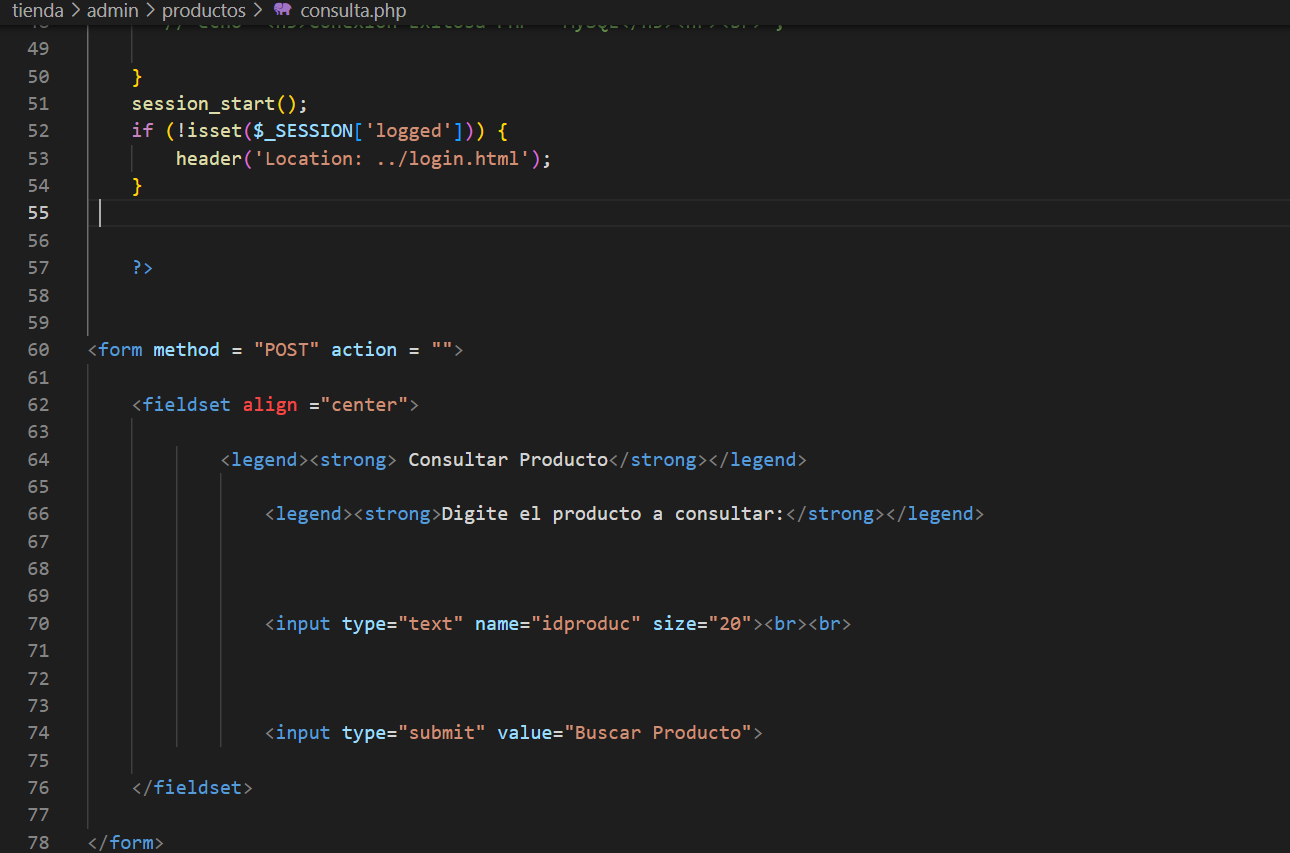 tienda > admin > productos > consulta.php
49
50 }
51 session_start();
52 if (!isset($_SESSION['logged'])) {
53 header('Location: ../login.html');
54 }
55
56
57 ?>
58
59
60 <form method = "POST" action = "">
61
62 <fieldset align ="center">
63
64 <legend><strong> Consultar Producto</strong></legend>
65
66 <legend><strong>Digite el producto a consultar:</strong></legend>
67
68
69
70 <input type="text" name="idproduc" size="20"><br><br>
71
72
73
74 <input type="submit" value="Buscar Producto">
75
76 </fieldset>
77
78 </form>